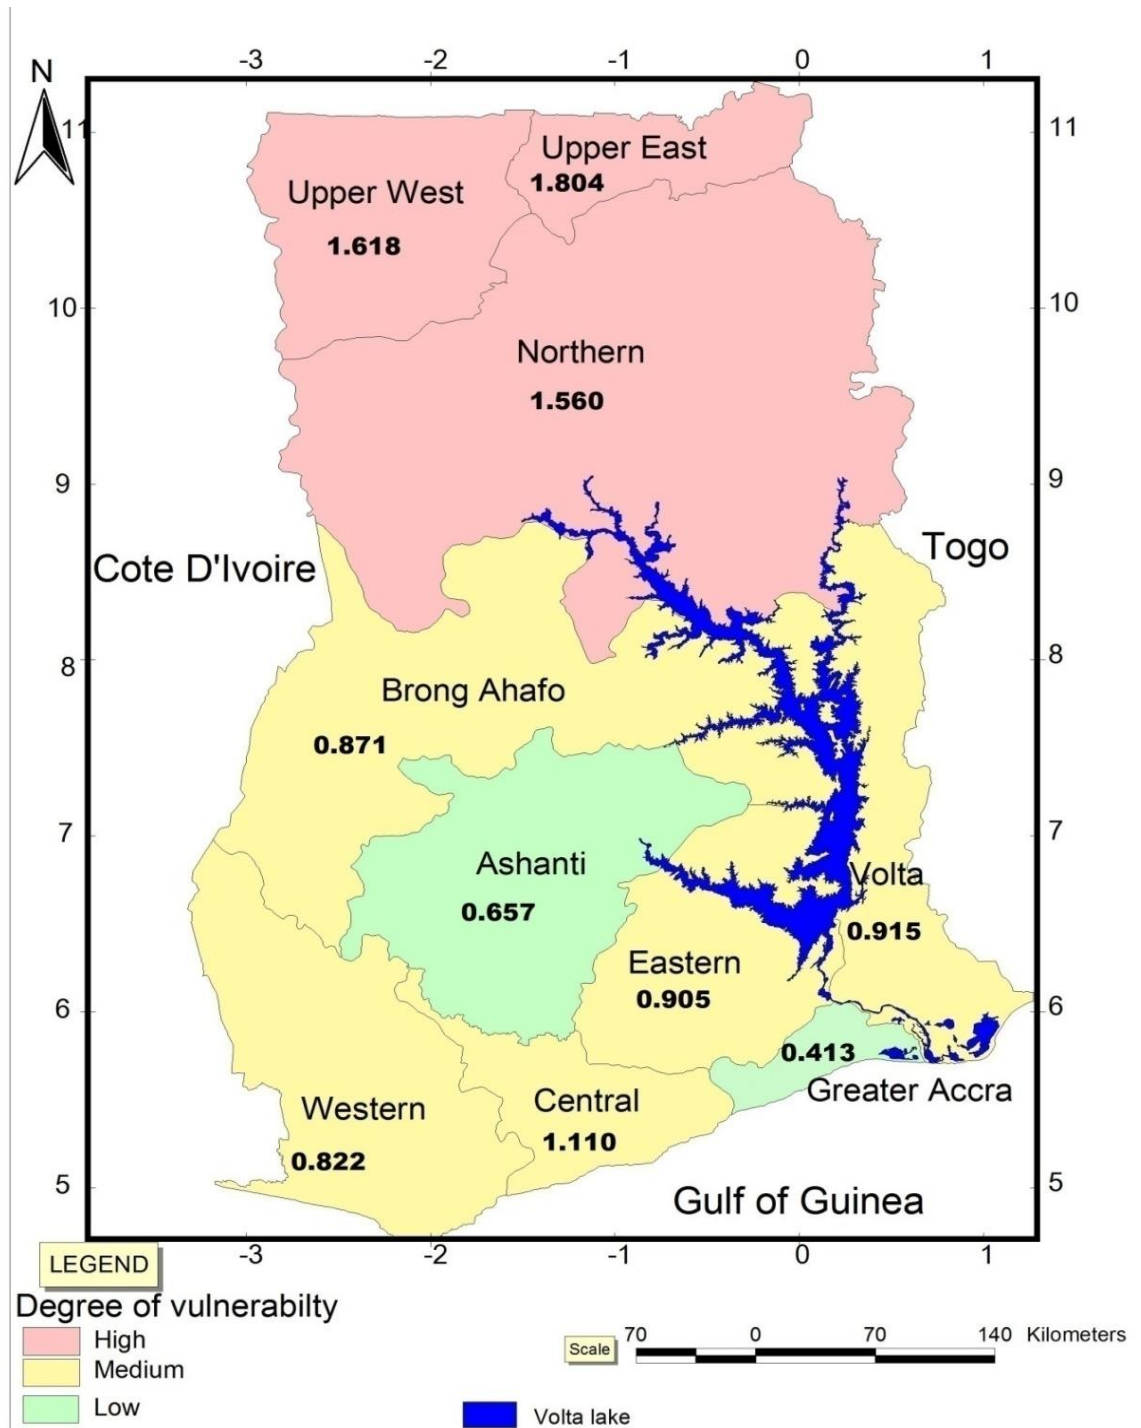 -3 -2 -1 0 1
N
11 11
Upper East
1.804
Upper West
1.618
10 10
Northern
1.560
9 9
Cote D'Ivoire
Togo
8 8
Brong Ahafo
0.871
7 7
Ashanti
0.657
Volta
0.915
Eastern
0.905
6 6
0.413
Greater Accra
Central
1.110
Western
0.822
5 5
Gulf of Guinea
-3 -2 -1 0 1
LEGEND
Degree of vulnerabilty
High
Medium
Low
Scale
70 0 70 140 Kilometers
Volta lake